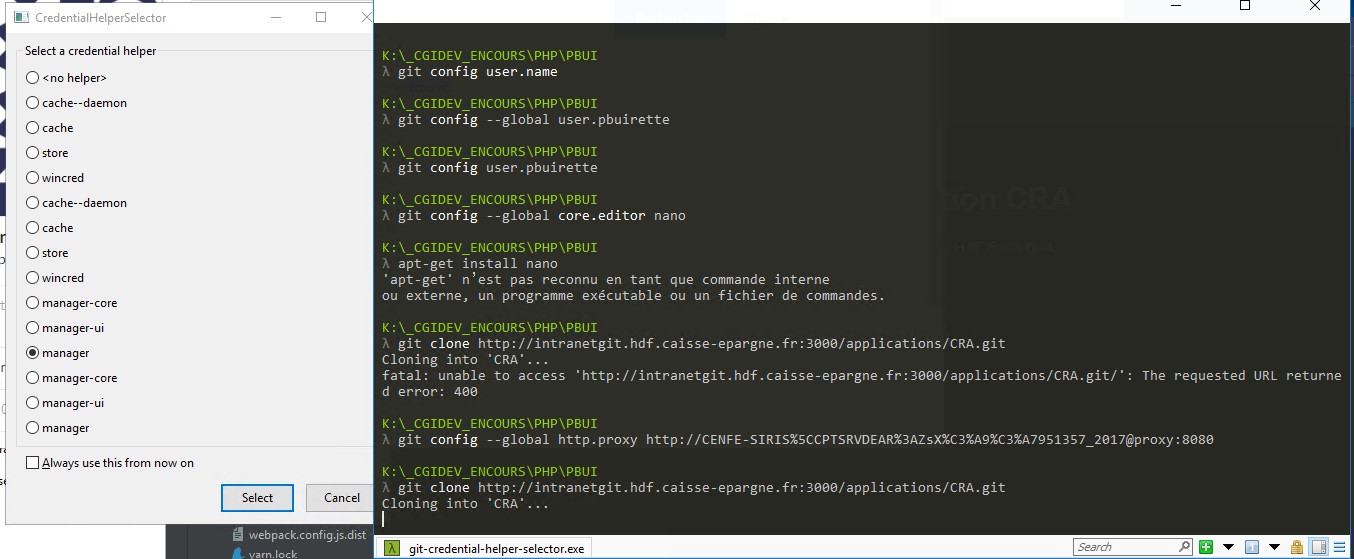 CredentialHelperSelector
Select a credential helper
<no helper>
cache--daemon
cache
store
wincred
cache--daemon
cache
store
wincred
manager-core
manager-ui
manager
manager-core
manager-ui
manager
Always use this from now on
Select
Cancel
webpack.config.js.dist
yarn.lock
K:\_CGIDEV_ENCOURS\PHP\PBUI
λ git config user.name
K:\_CGIDEV_ENCOURS\PHP\PBUI
λ git config --global user.pbuirette
K:\_CGIDEV_ENCOURS\PHP\PBUI
λ git config user.pbuirette
K:\_CGIDEV_ENCOURS\PHP\PBUI
λ git config --global core.editor nano
K:\_CGIDEV_ENCOURS\PHP\PBUI
λ apt-get install nano
'apt-get' n’est pas reconnu en tant que commande interne
ou externe, un programme exécutable ou un fichier de commandes.
K:\_CGIDEV_ENCOURS\PHP\PBUI
λ git clone http://intranetgit.hdf.caisse-epargne.fr:3000/applications/CRA.git
Cloning into 'CRA'...
fatal: unable to access 'http://intranetgit.hdf.caisse-epargne.fr:3000/applications/CRA.git/': The requested URL returne
d error: 400
K:\_CGIDEV_ENCOURS\PHP\PBUI
λ git config --global http.proxy http://CENFE-SIRIS%5CCPTSRVDEAR%3AZsX%C3%A9%C3%A7951357_2017@proxy:8080
K:\_CGIDEV_ENCOURS\PHP\PBUI
λ git clone http://intranetgit.hdf.caisse-epargne.fr:3000/applications/CRA.git
Cloning into 'CRA'...
tion CRA
git-credential-helper-selector.exe
Search